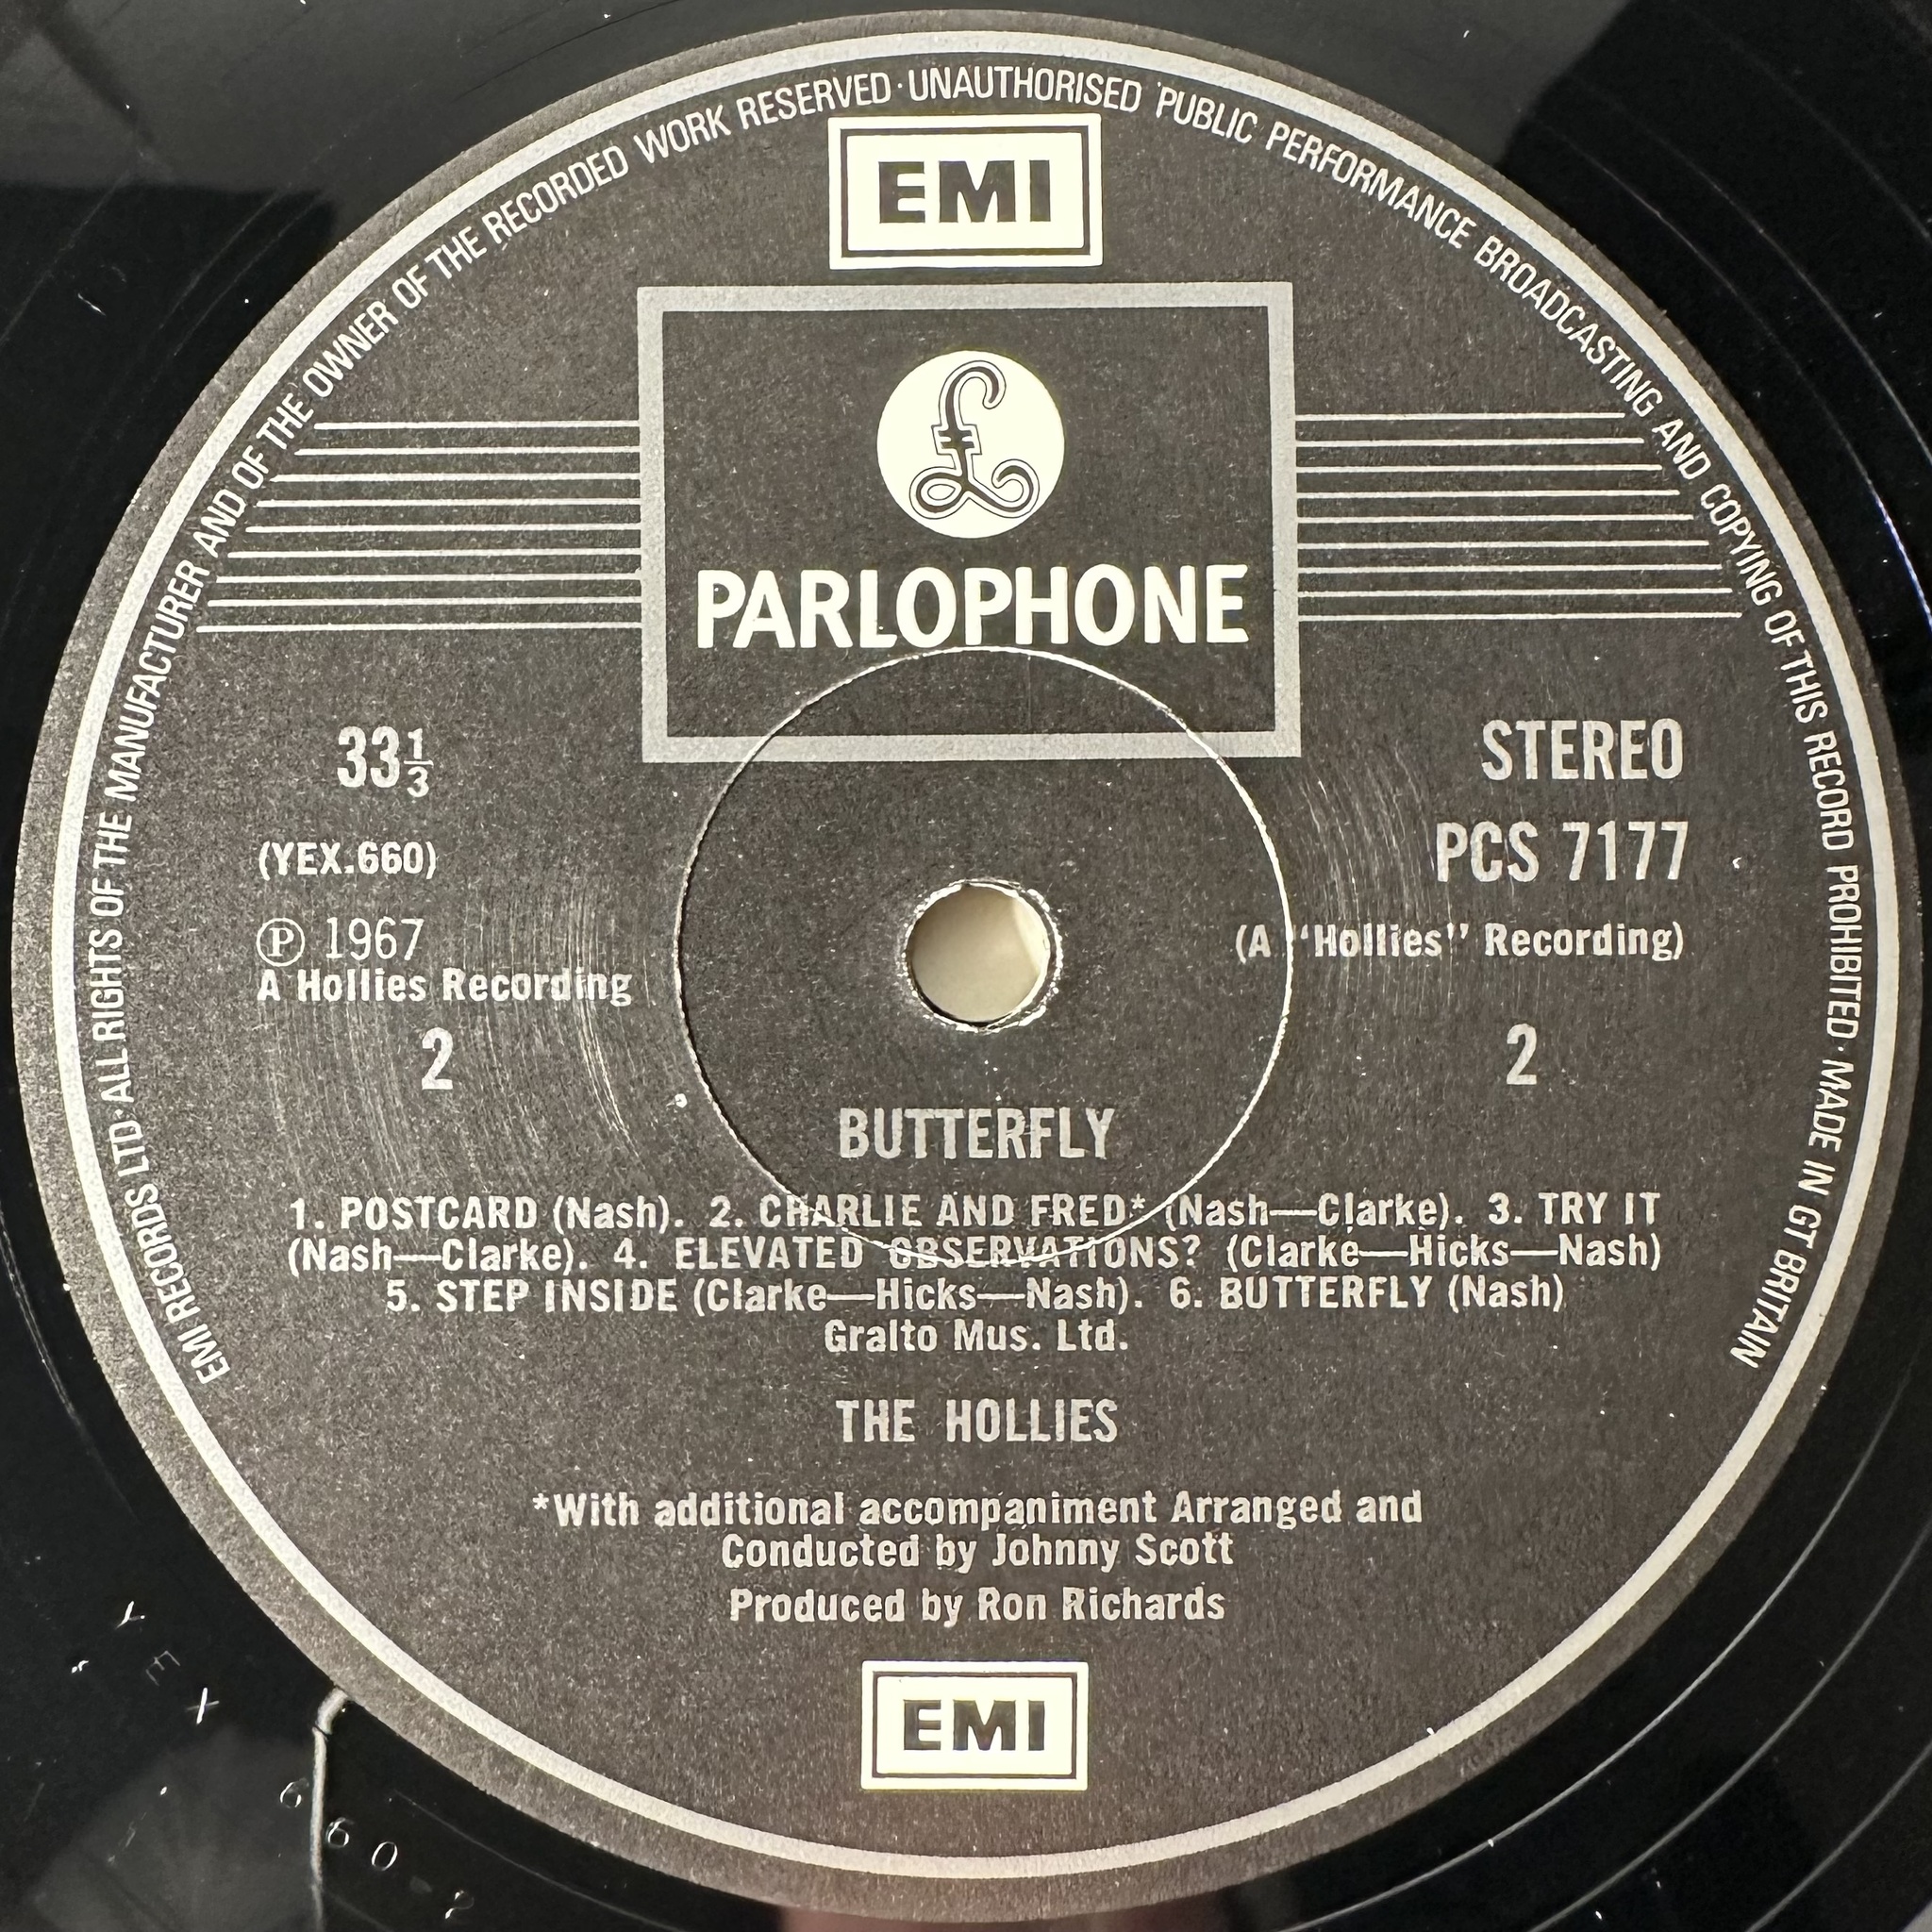 EMI RECORDS LTD·ALL RIGHTS OF THE MANUFACTURER AND OF THE OWNER OF THE RECORDED WORK RESERVED·UNAUTHORISED PUBLIC PERFORMANCE BROADCASTING AND COPYING OF THIS RECORD PROHIBITED·MADE IN GT BRITAIN
EMI
£
PARLOPHONE
33⅓
STEREO
(YEX.660)
PCS 7177
℗ 1967
A Hollies Recording
(A "Hollies" Recording)
2
2
BUTTERFLY
1. POSTCARD (Nash). 2. CHARLIE AND FRED* (Nash—Clarke). 3. TRY IT
(Nash—Clarke). 4. ELEVATED OBSERVATIONS? (Clarke—Hicks—Nash)
5. STEP INSIDE (Clarke—Hicks—Nash). 6. BUTTERFLY (Nash)
Gralto Mus. Ltd.
THE HOLLIES
*With additional accompaniment Arranged and
Conducted by Johnny Scott
Produced by Ron Richards
EMI
YEX 660-2